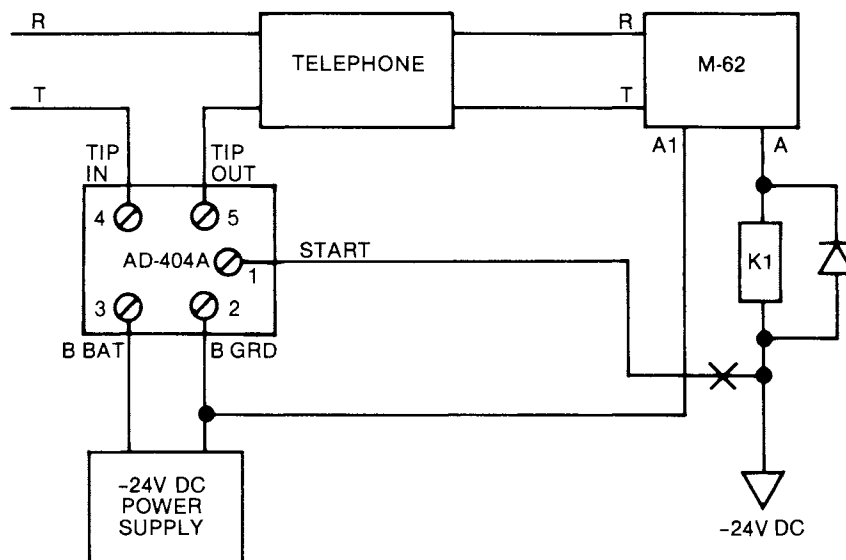 R
TELEPHONE
R
M-62
T
T
A1
A
TIP
IN
TIP
OUT
4
5
AD-404A
1
START
K1
3
2
B BAT
B GRD
-24V DC
POWER
SUPPLY
-24V DC